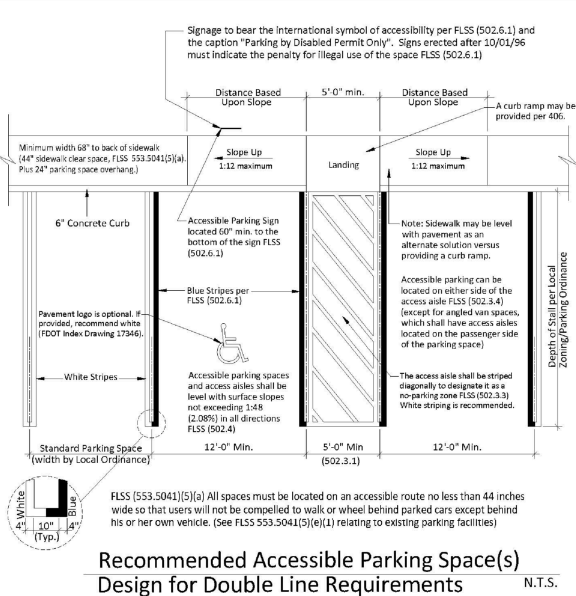 Signage to bear the international symbol of accessibility per FLSS (502.6.1) and
the caption "Parking by Disabled Permit Only". Signs erected after 10/01/96
must indicate the penalty for illegal use of the space FLSS (502.6.1)
Distance Based
Upon Slope
5'-0" min.
Distance Based
Upon Slope
A curb ramp may be
provided per 406.
Minimum width 68" to back of sidewalk
(44" sidewalk clear space, FLSS 553.5041(5)(a).
Plus 24" parking space overhang.)
Slope Up
1:12 maximum
Landing
Slope Up
1:12 maximum
6" Concrete Curb
Accessible Parking Sign
located 60" min. to the
bottom of the sign FLSS
(502.6.1)
Note: Sidewalk may be level
with pavement as an
alternate solution versus
providing a curb ramp.
Blue Stripes per
FLSS (502.6.1)
Accessible parking can be
located on either side of the
access aisle FLSS (502.3.4)
(except for angled van spaces,
which shall have access aisles
located on the passenger side
of the parking space)
Pavement logo is optional. If
provided, recommend white
(FDOT Index Drawing 17346).
White Stripes
Accessible parking spaces
and access aisles shall be
level with surface slopes
not exceeding 1:48
(2.08%) in all directions
FLSS (502.4)
The access aisle shall be striped
diagonally to designate it as a
no-parking zone FLSS (502.3.3)
White striping is recommended.
Depth of Stall per Local
Zoning/Parking Ordinance
Standard Parking Space
(width by Local Ordinance)
12'-0" Min.
5'-0" Min
(502.3.1)
12'-0" Min.
White
Blue
4"
10"
4"
(Typ.)
FLSS (553.5041)(5)(a) All spaces must be located on an accessible route no less than 44 inches
wide so that users will not be compelled to walk or wheel behind parked cars except behind
his or her own vehicle. (See FLSS 553.5041(5)(e)(1) relating to existing parking facilities)
Recommended Accessible Parking Space(s)
Design for Double Line Requirements
N.T.S.